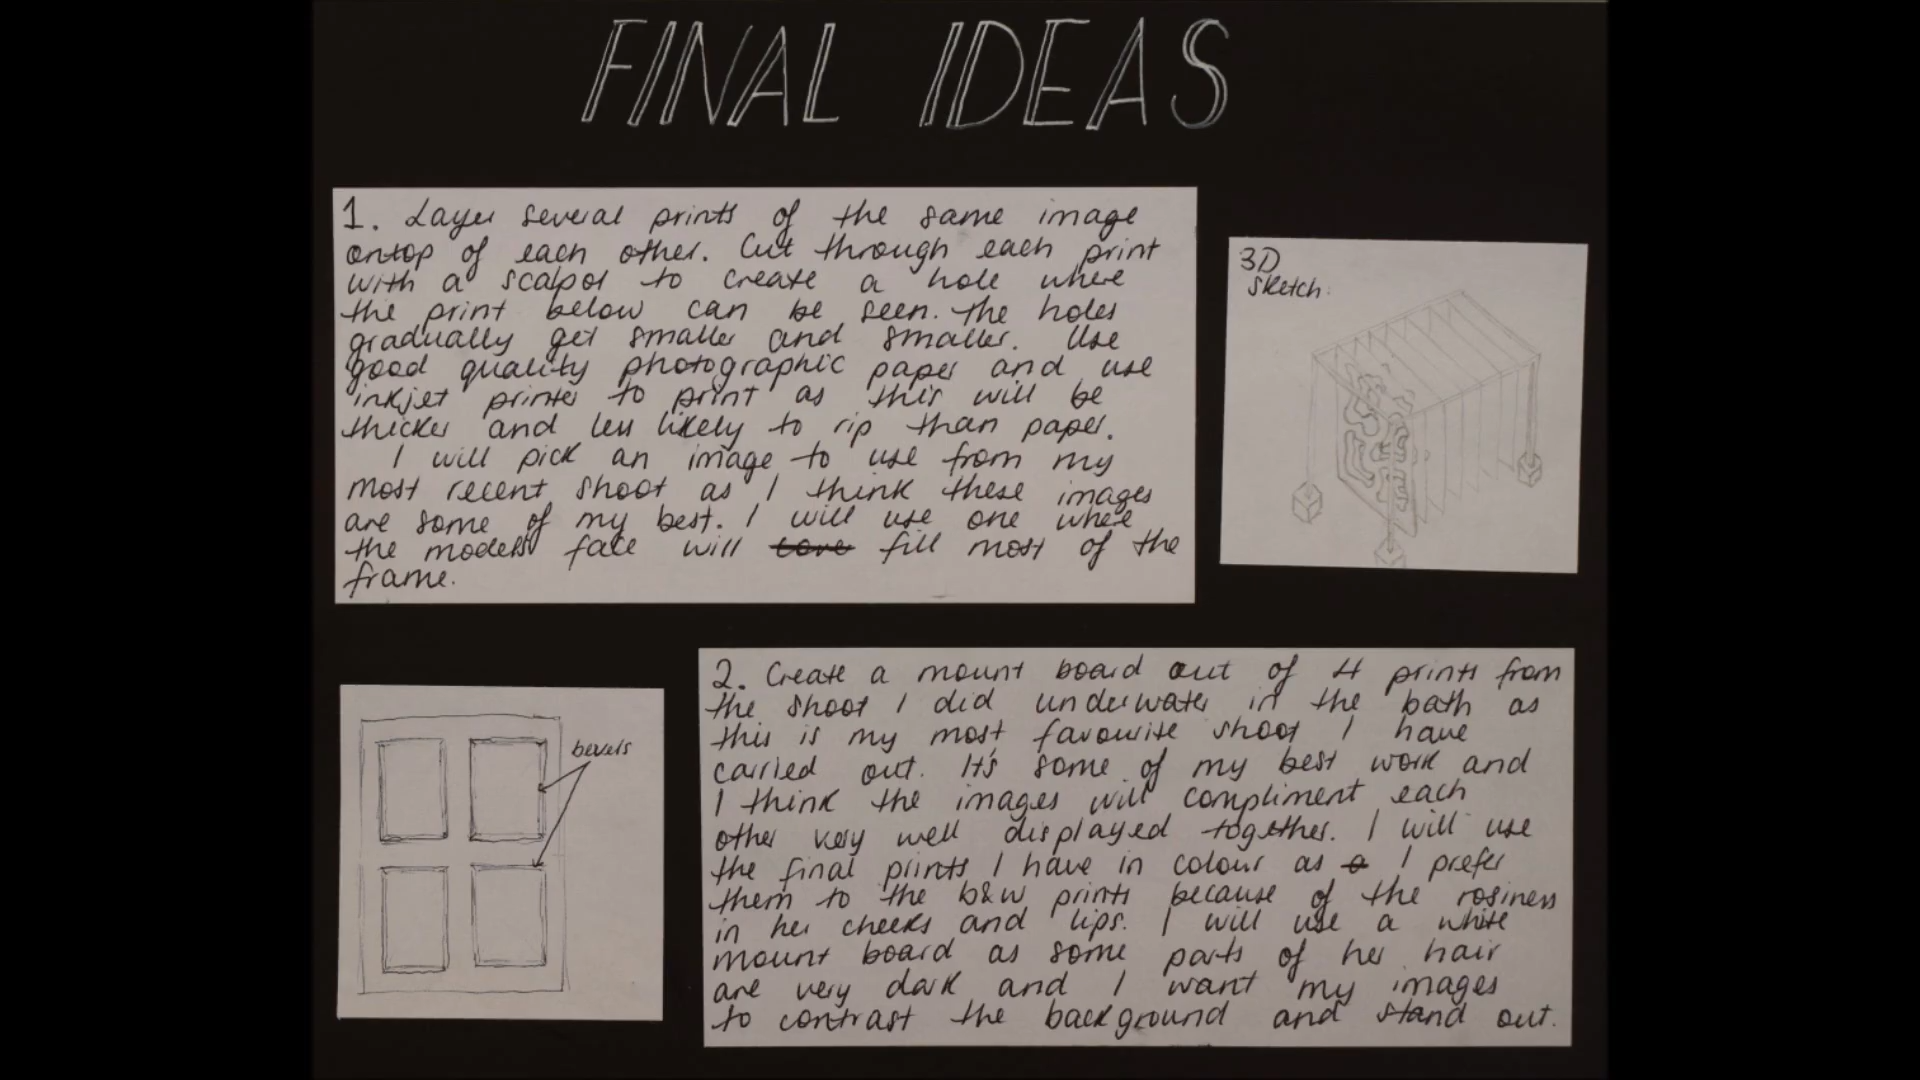 FINAL IDEAS
1. Layer several prints of the same image
ontop of each other. Cut through each print
with a scalpol to create a hole where
the print below can be seen. The holes
gradually get smaller and smaller. Use
good quality photographic paper and use
inkjet printer to print as this will be
thicker and less likely to rip than paper.
I will pick an image to use from my
most recent shoot as I think these images
are some of my best. I will use one where
the models face will fill most of the
frame.
3D
Sketch:
bevels
2. Create a mount board out of 4 prints from
the shoot I did underwater in the bath as
this is my most favourite shoot I have
carried out. It's some of my best work and
I think the images will compliment each
other very well displayed together. I will use
the final prints I have in colour as a I prefer
them to the b&w prints because of the rosiness
in her cheeks and lips. I will use a white
mount board as some parts of her hair
are very dark and I want my images
to contrast the background and stand out.